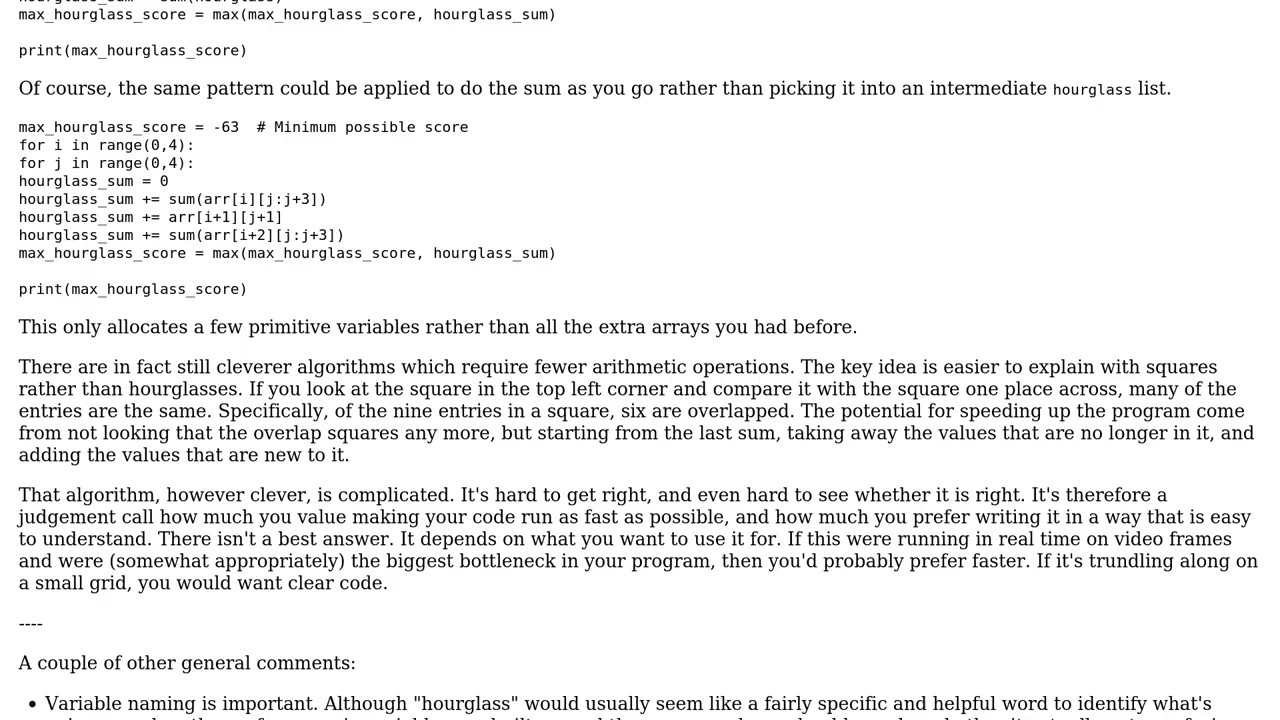 max_hourglass_score = max(max_hourglass_score, hourglass_sum)
print(max_hourglass_score)
Of course, the same pattern could be applied to do the sum as you go rather than picking it into an intermediate hourglass list.
max_hourglass_score = -63  # Minimum possible score
for i in range(0,4):
for j in range(0,4):
hourglass_sum = 0
hourglass_sum += sum(arr[i][j:j+3])
hourglass_sum += arr[i+1][j+1]
hourglass_sum += sum(arr[i+2][j:j+3])
max_hourglass_score = max(max_hourglass_score, hourglass_sum)
print(max_hourglass_score)
This only allocates a few primitive variables rather than all the extra arrays you had before.
There are in fact still cleverer algorithms which require fewer arithmetic operations. The key idea is easier to explain with squares
rather than hourglasses. If you look at the square in the top left corner and compare it with the square one place across, many of the
entries are the same. Specifically, of the nine entries in a square, six are overlapped. The potential for speeding up the program come
from not looking that the overlap squares any more, but starting from the last sum, taking away the values that are no longer in it, and
adding the values that are new to it.
That algorithm, however clever, is complicated. It's hard to get right, and even hard to see whether it is right. It's therefore a
judgement call how much you value making your code run as fast as possible, and how much you prefer writing it in a way that is easy
to understand. There isn't a best answer. It depends on what you want to use it for. If this were running in real time on video frames
and were (somewhat appropriately) the biggest bottleneck in your program, then you'd probably prefer faster. If it's trundling along on
a small grid, you would want clear code.
----
A couple of other general comments:
• Variable naming is important. Although "hourglass" would usually seem like a fairly specific and helpful word to identify what's